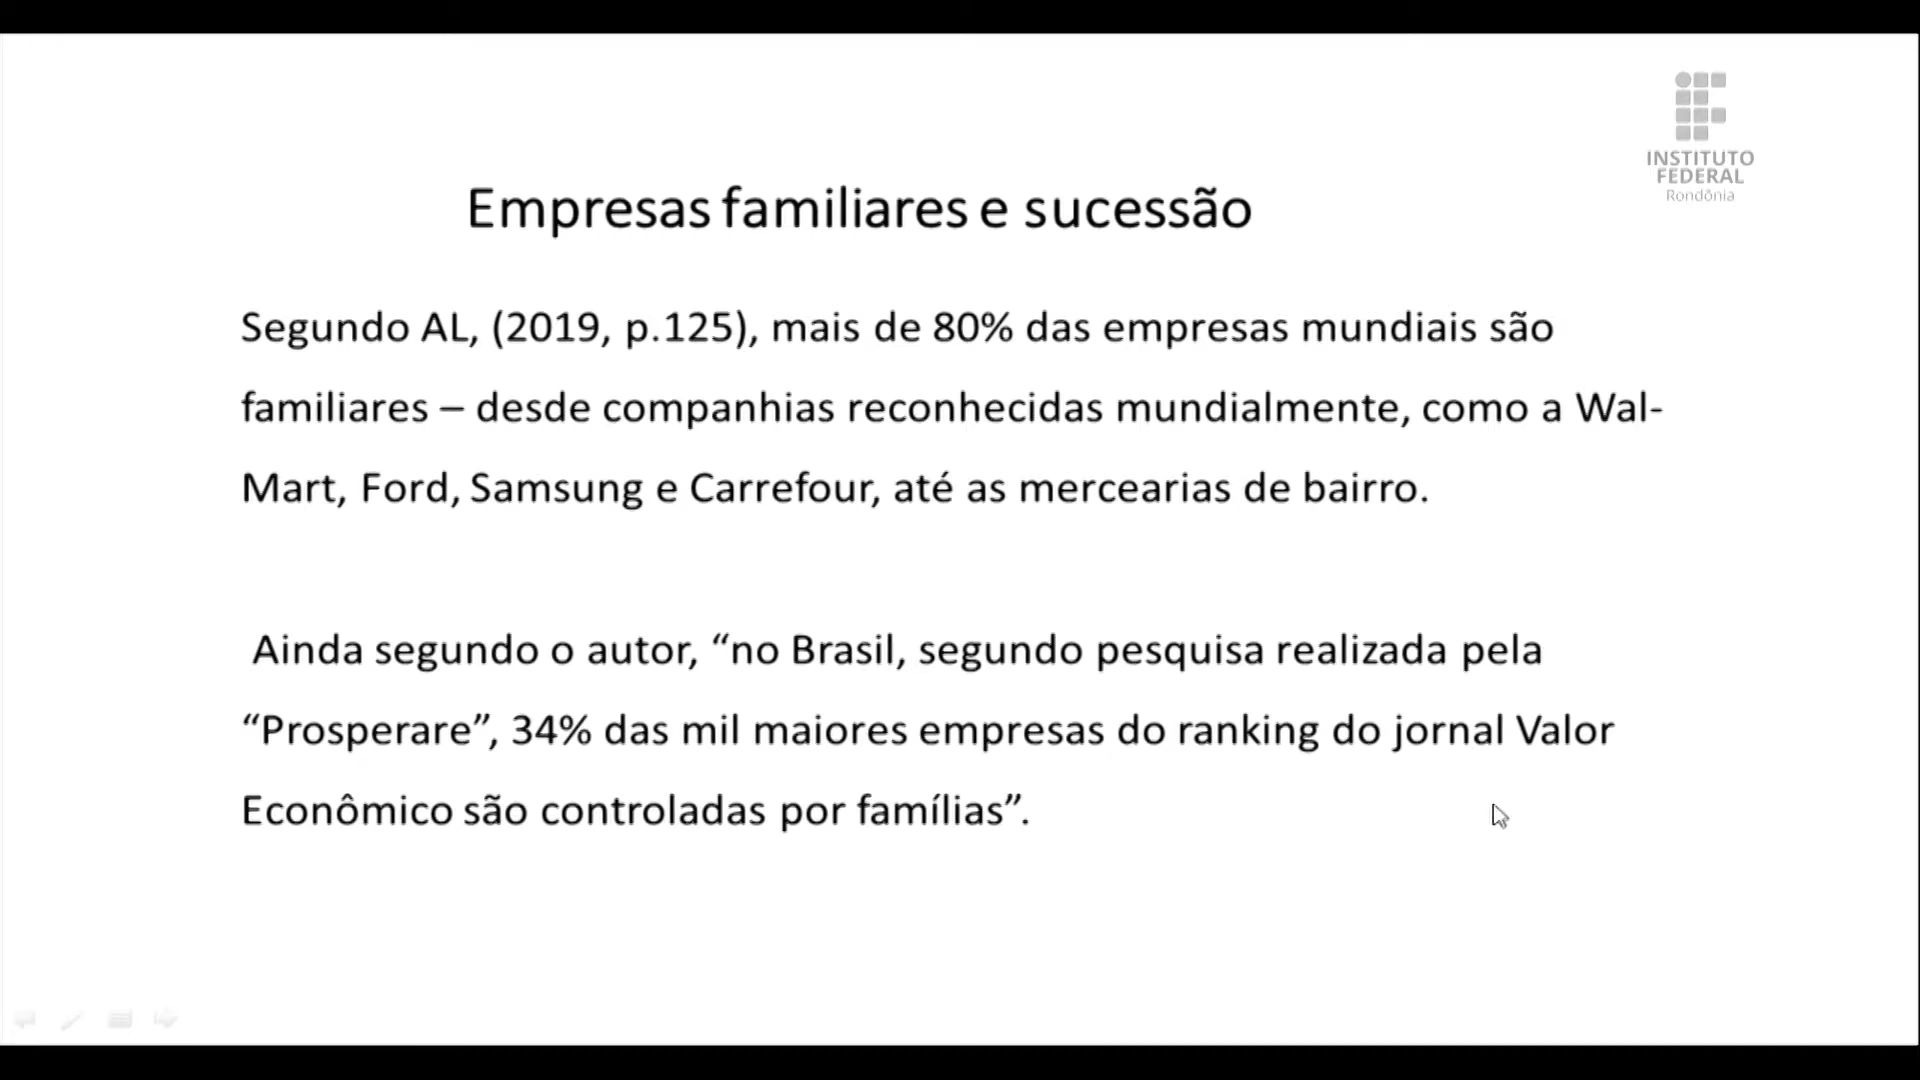 INSTITUTO
FEDERAL
Rondônia
Empresas familiares e sucessão
Segundo AL, (2019, p.125), mais de 80% das empresas mundiais são
familiares – desde companhias reconhecidas mundialmente, como a Wal-
Mart, Ford, Samsung e Carrefour, até as mercearias de bairro.
Ainda segundo o autor, “no Brasil, segundo pesquisa realizada pela
“Prosperare”, 34% das mil maiores empresas do ranking do jornal Valor
Econômico são controladas por famílias”.